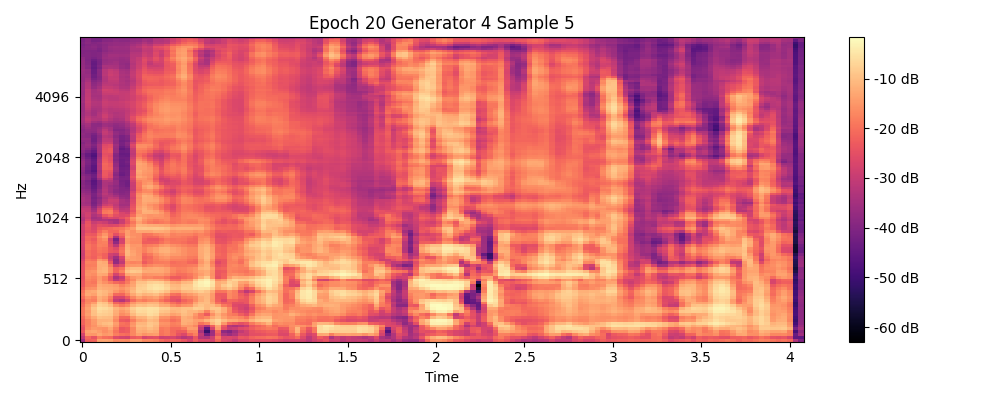 Epoch 20 Generator 4 Sample 5
4096
2048
1024
512
0
Hz
0
0.5
1
1.5
2
2.5
3
3.5
4
Time
-10 dB
-20 dB
-30 dB
-40 dB
-50 dB
-60 dB